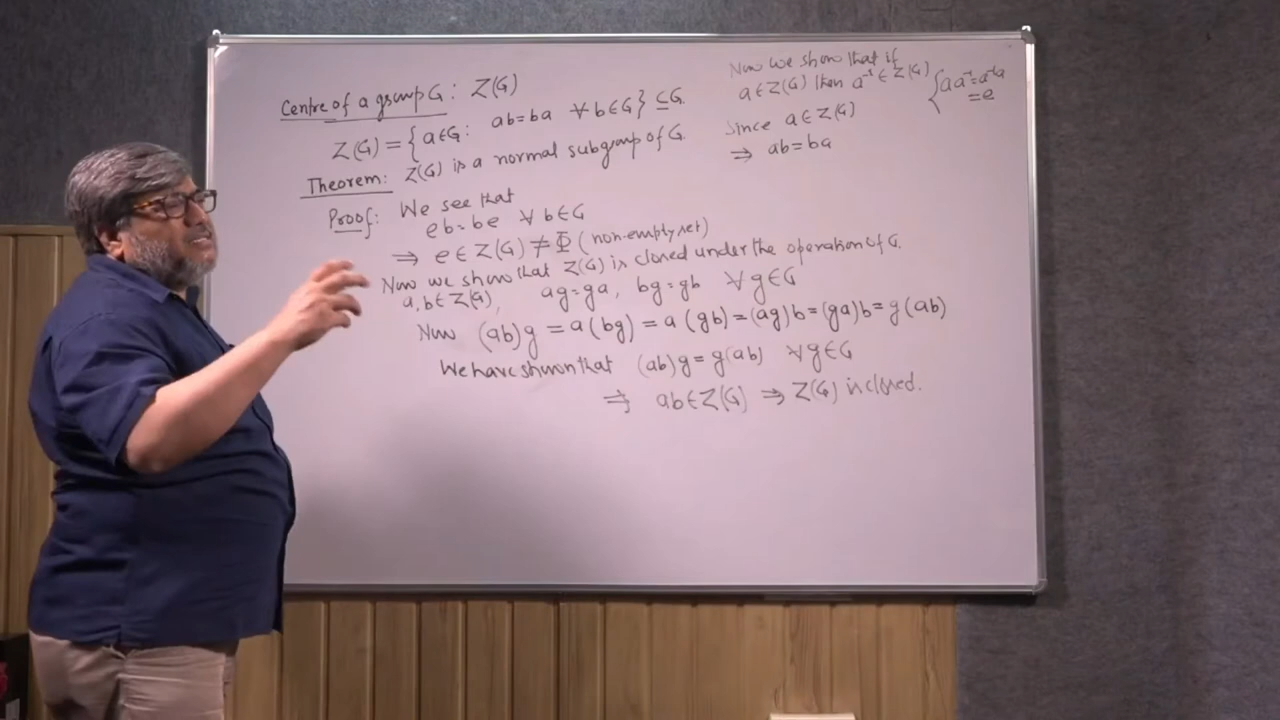 Centre of a group G: Z(G)
Z(G) = { a∈G: ab=ba ∀ b∈G } ⊆ G.
Theorem: Z(G) is a normal subgroup of G.
Proof: We see that
eb=be ∀ b∈G
⇒ e ∈ Z(G) ≠ Φ (non-empty set)
Now we show that Z(G) is closed under the operation of G.
a,b∈Z(G), ag=ga, bg=gb ∀ g∈G
Now (ab)g = a(bg) = a(gb) = (ag)b = (ga)b = g(ab)
We have shown that (ab)g = g(ab) ∀ g∈G
⇒ ab∈Z(G) ⇒ Z(G) is closed.
Now we show that if
a∈Z(G) then a⁻¹ ∈ Z(G) { aa⁻¹=a⁻¹a
=e
Since a∈Z(G)
⇒ ab=ba